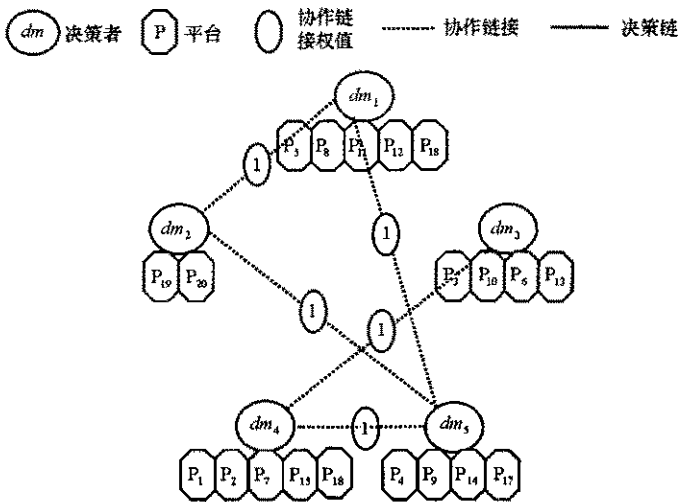 dm 决策者 P 平台 协作链接权值 协作链接 决策链
dm₁
P₅ P₈ P₁₁ P₁₂ P₁₈
1
dm₂
1
dm₃
P₁₉ P₂₀
P₃ P₁₀ P₆ P₁₃
1
1
dm₄
1
dm₅
P₁ P₂ P₇ P₁₅ P₁₈
P₄ P₉ P₁₄ P₁₇